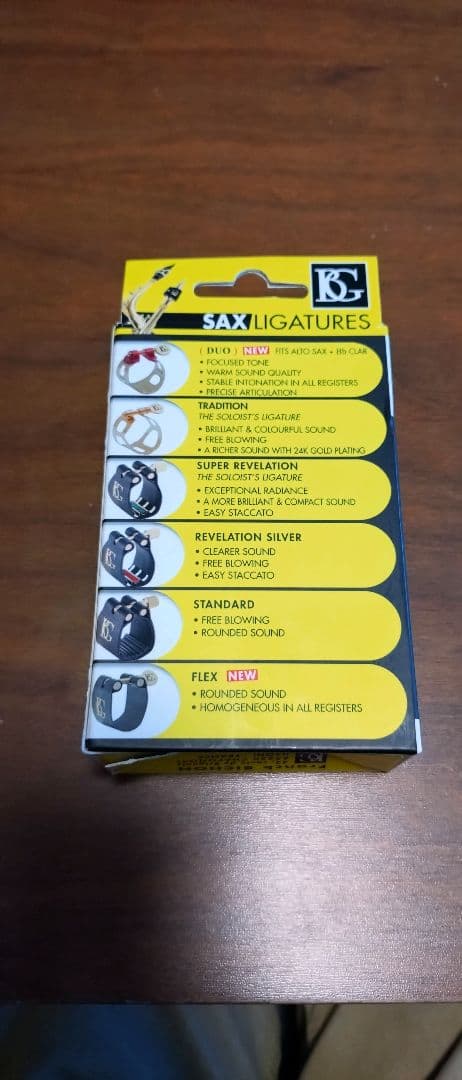 BG
SAX/LIGATURES
( DUO ) NEW FITS ALTO SAX + Bb CLAR
• FOCUSED TONE
• WARM SOUND QUALITY
• STABLE INTONATION IN ALL REGISTERS
• PRECISE ARTICULATION
TRADITION
THE SOLOIST'S LIGATURE
• BRILLIANT & COLOURFUL SOUND
• FREE BLOWING
• A RICHER SOUND WITH 24K GOLD PLATING
SUPER REVELATION
THE SOLOIST'S LIGATURE
• EXCEPTIONAL RADIANCE
• A MORE BRILLIANT & COMPACT SOUND
• EASY STACCATO
REVELATION SILVER
• CLEARER SOUND
• FREE BLOWING
• EASY STACCATO
STANDARD
• FREE BLOWING
• ROUNDED SOUND
FLEX NEW
• ROUNDED SOUND
• HOMOGENEOUS IN ALL REGISTERS
Franck BICHON